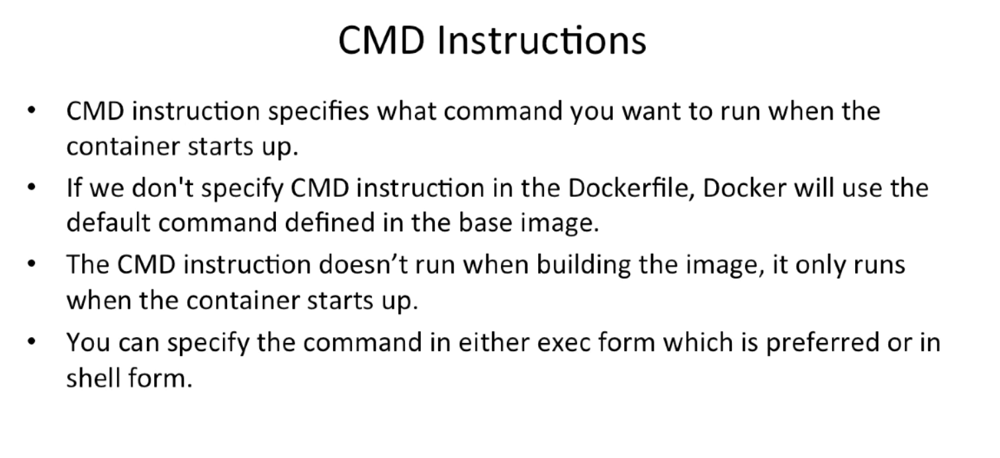 CMD Instructions
• CMD instruction specifies what command you want to run when the
container starts up.
• If we don't specify CMD instruction in the Dockerfile, Docker will use the
default command defined in the base image.
• The CMD instruction doesn’t run when building the image, it only runs
when the container starts up.
• You can specify the command in either exec form which is preferred or in
shell form.